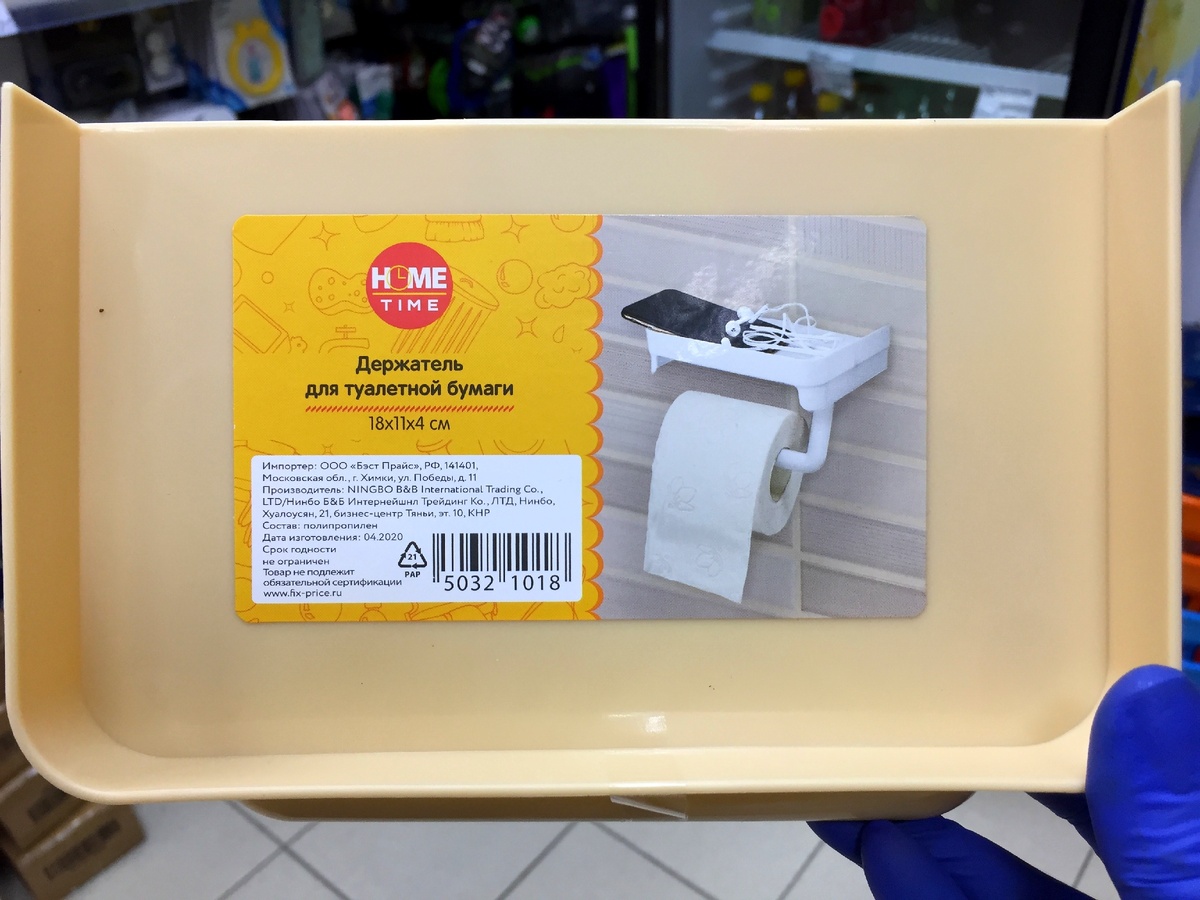 HOME
TIME
Держатель
для туалетной бумаги
18x11x4 см
Импортер: ООО «Бэст Прайс», РФ, 141401,
Московская обл., г. Химки, ул. Победы, д. 11
Производитель: NINGBO B&B International Trading Co.,
LTD/Нинбо Б&Б Интернейшнл Трейдинг Ко., ЛТД, Нинбо,
Хуалоусян, 21, бизнес-центр Тяньи, эт. 10, КНР
Состав: полипропилен
Дата изготовления: 04.2020
Срок годности
не ограничен
Товар не подлежит
обязательной сертификации
www.fix-price.ru
21
PAP
5032 1018